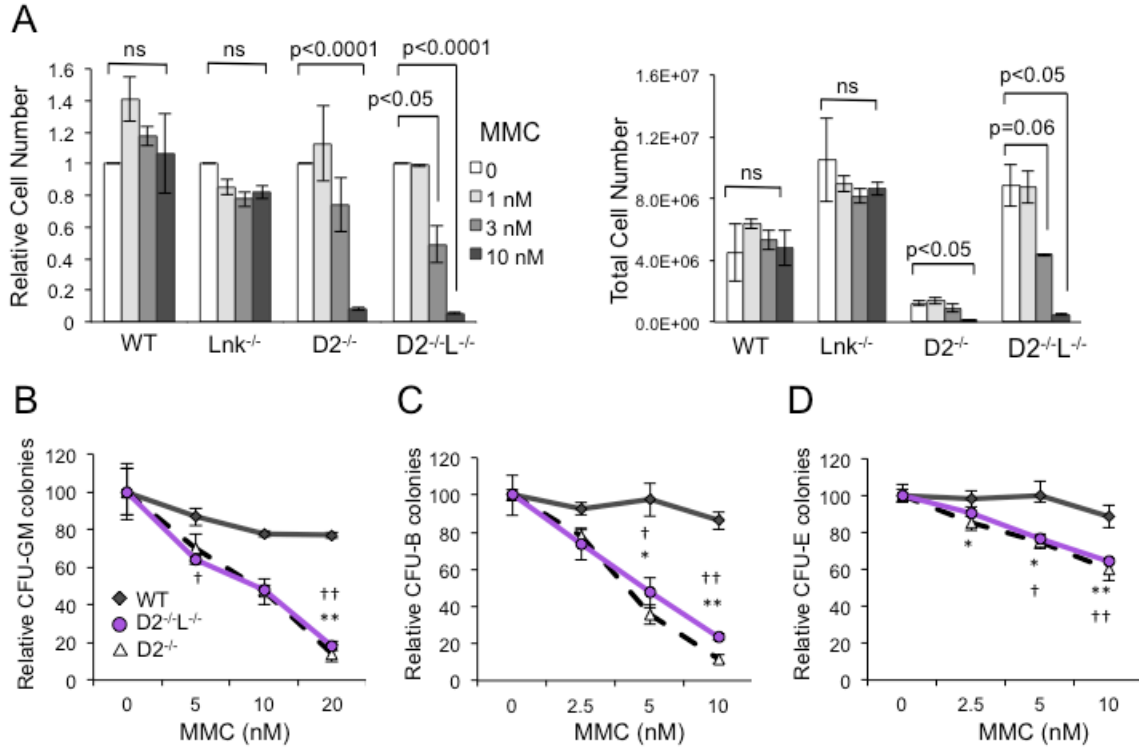 A
ns
ns
p<0.0001
p<0.0001
p<0.05
Relative Cell Number
1.6
1.4
1.2
1
0.8
0.6
0.4
0.2
0
WT
Lnk-/-
D2-/-
D2-/-L-/-
MMC
0
1 nM
3 nM
10 nM
Total Cell Number
1.6E+07
1.2E+07
8.0E+06
4.0E+06
0.0E+00
ns
ns
p<0.05
p<0.05
p=0.06
WT
Lnk-/-
D2-/-
D2-/-L-/-
B
Relative CFU-GM colonies
120
100
80
60
40
20
0
†
††
**
WT
D2-/-L-/-
D2-/-
0
5
10
20
MMC (nM)
C
Relative CFU-B colonies
120
100
80
60
40
20
0
†
*
††
**
0
2.5
5
10
MMC (nM)
D
Relative CFU-E colonies
120
100
80
60
40
20
0
*
*
†
**
††
0
2.5
5
10
MMC (nM)